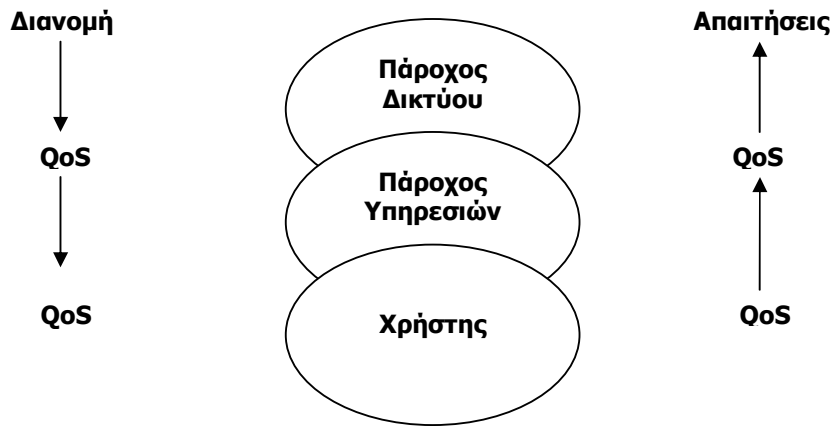 Διανομή
Απαιτήσεις
Πάροχος
Δικτύου
QoS
QoS
Πάροχος
Υπηρεσιών
QoS
Χρήστης
QoS